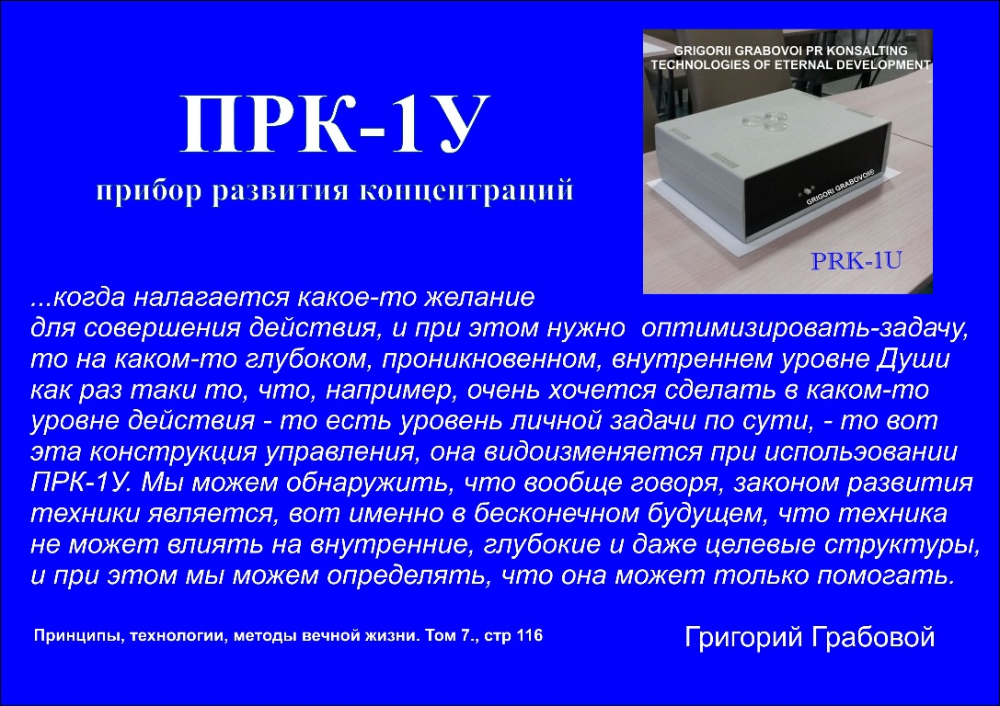 GRIGORII GRABOVOI PR KONSALTING
TECHNOLOGIES OF ETERNAL DEVELOPMENT
ПРК-1У
прибор развития концентраций
GRIGORI GRABOVOI®
PRK-1U
...когда налагается какое-то желание
для совершения действия, и при этом нужно оптимизировать-задачу,
то на каком-то глубоком, проникновенном, внутреннем уровне Души
как раз таки то, что, например, очень хочется сделать в каком-то
уровне действия - то есть уровень личной задачи по сути, - то вот
эта конструкция управления, она видоизменяется при использовании
ПРК-1У. Мы можем обнаружить, что вообще говоря, законом развития
техники является, вот именно в бесконечном будущем, что техника
не может влиять на внутренние, глубокие и даже целевые структуры,
и при этом мы можем определять, что она может только помогать.
Принципы, технологии, методы вечной жизни. Том 7., стр 116
Григорий Грабовой